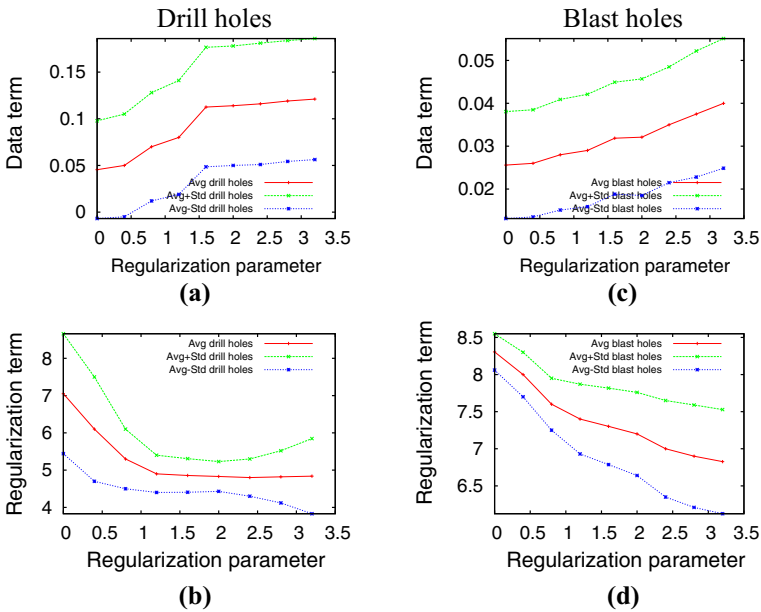 Drill holes
Blast holes
Data term
0.15
0.1
0.05
0
Avg drill holes
Avg+Std drill holes
Avg-Std drill holes
0 0.5 1 1.5 2 2.5 3 3.5
Regularization parameter
(a)
Data term
0.05
0.04
0.03
0.02
Avg blast holes
Avg+Std blast holes
Avg-Std blast holes
0 0.5 1 1.5 2 2.5 3 3.5
Regularization parameter
(c)
Regularization term
8
7
6
5
4
Avg drill holes
Avg+Std drill holes
Avg-Std drill holes
0 0.5 1 1.5 2 2.5 3 3.5
Regularization parameter
(b)
Regularization term
8.5
8
7.5
7
6.5
Avg blast holes
Avg+Std blast holes
Avg-Std blast holes
0 0.5 1 1.5 2 2.5 3 3.5
Regularization parameter
(d)